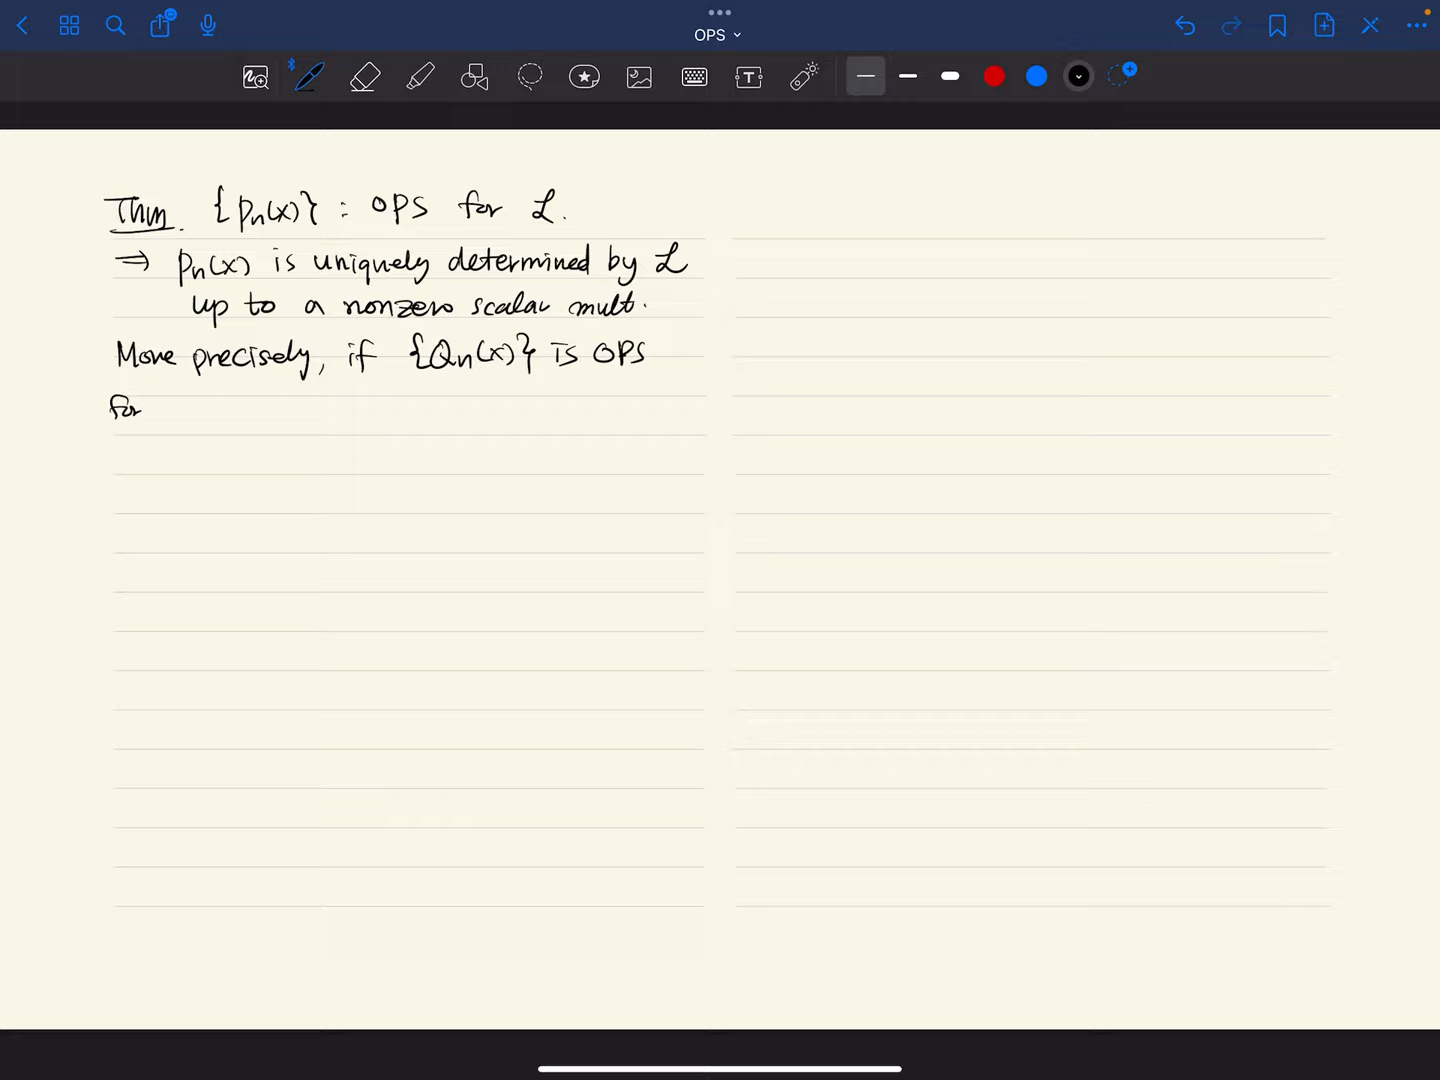 OPS
Thm. {Pn(x)} : OPS for L.
⇒ Pn(x) is uniquely determined by L
up to a nonzero scalar mult.
More precisely, if {Qn(x)} is OPS
for